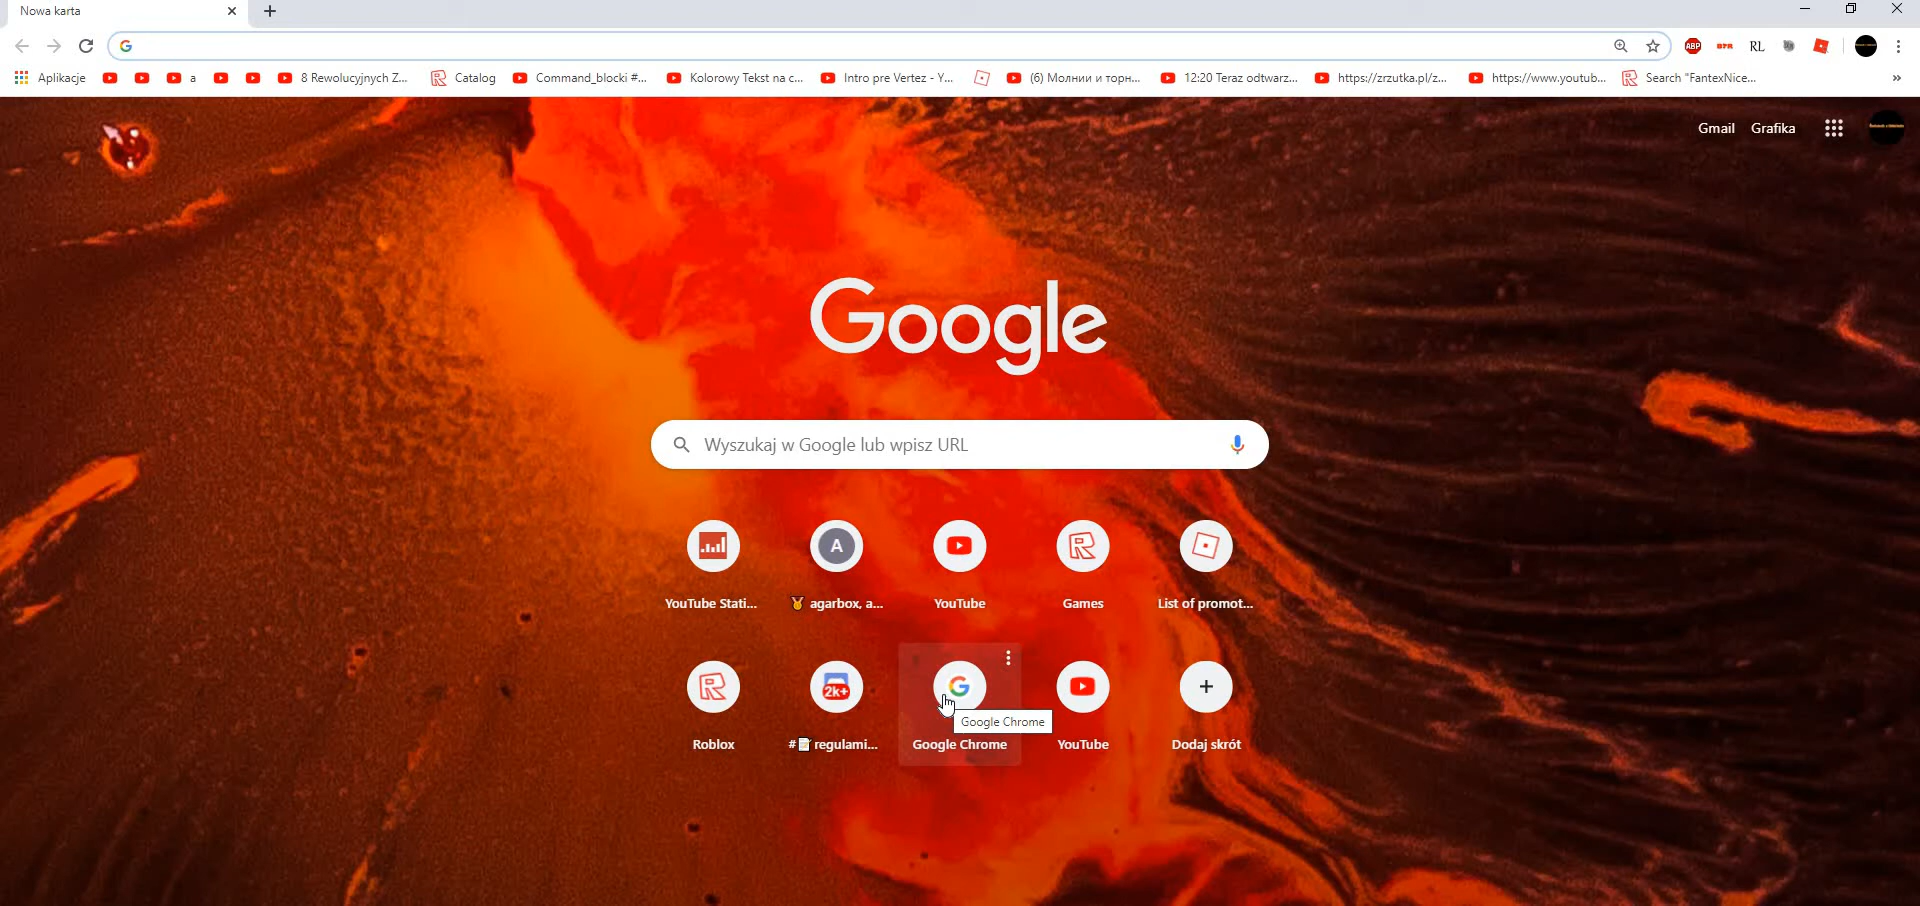 Nowa karta
ABP RL
Aplikacje a 8 Rewolucyjnych Z... Catalog Command_blocki #... Kolorowy Tekst na c... Intro pre Vertez - Y... (6) Молнии и торн... 12:20 Teraz odtwarz... https://zrzutka.pl/z... https://www.youtub... Search "FantexNice... »
Gmail Grafika
Google
Wyszukaj w Google lub wpisz URL
A
YouTube Stati... agarbox, a... YouTube Games List of promot...
2k+
Google Chrome
Roblox # regulami... Google Chrome YouTube Dodaj skrót